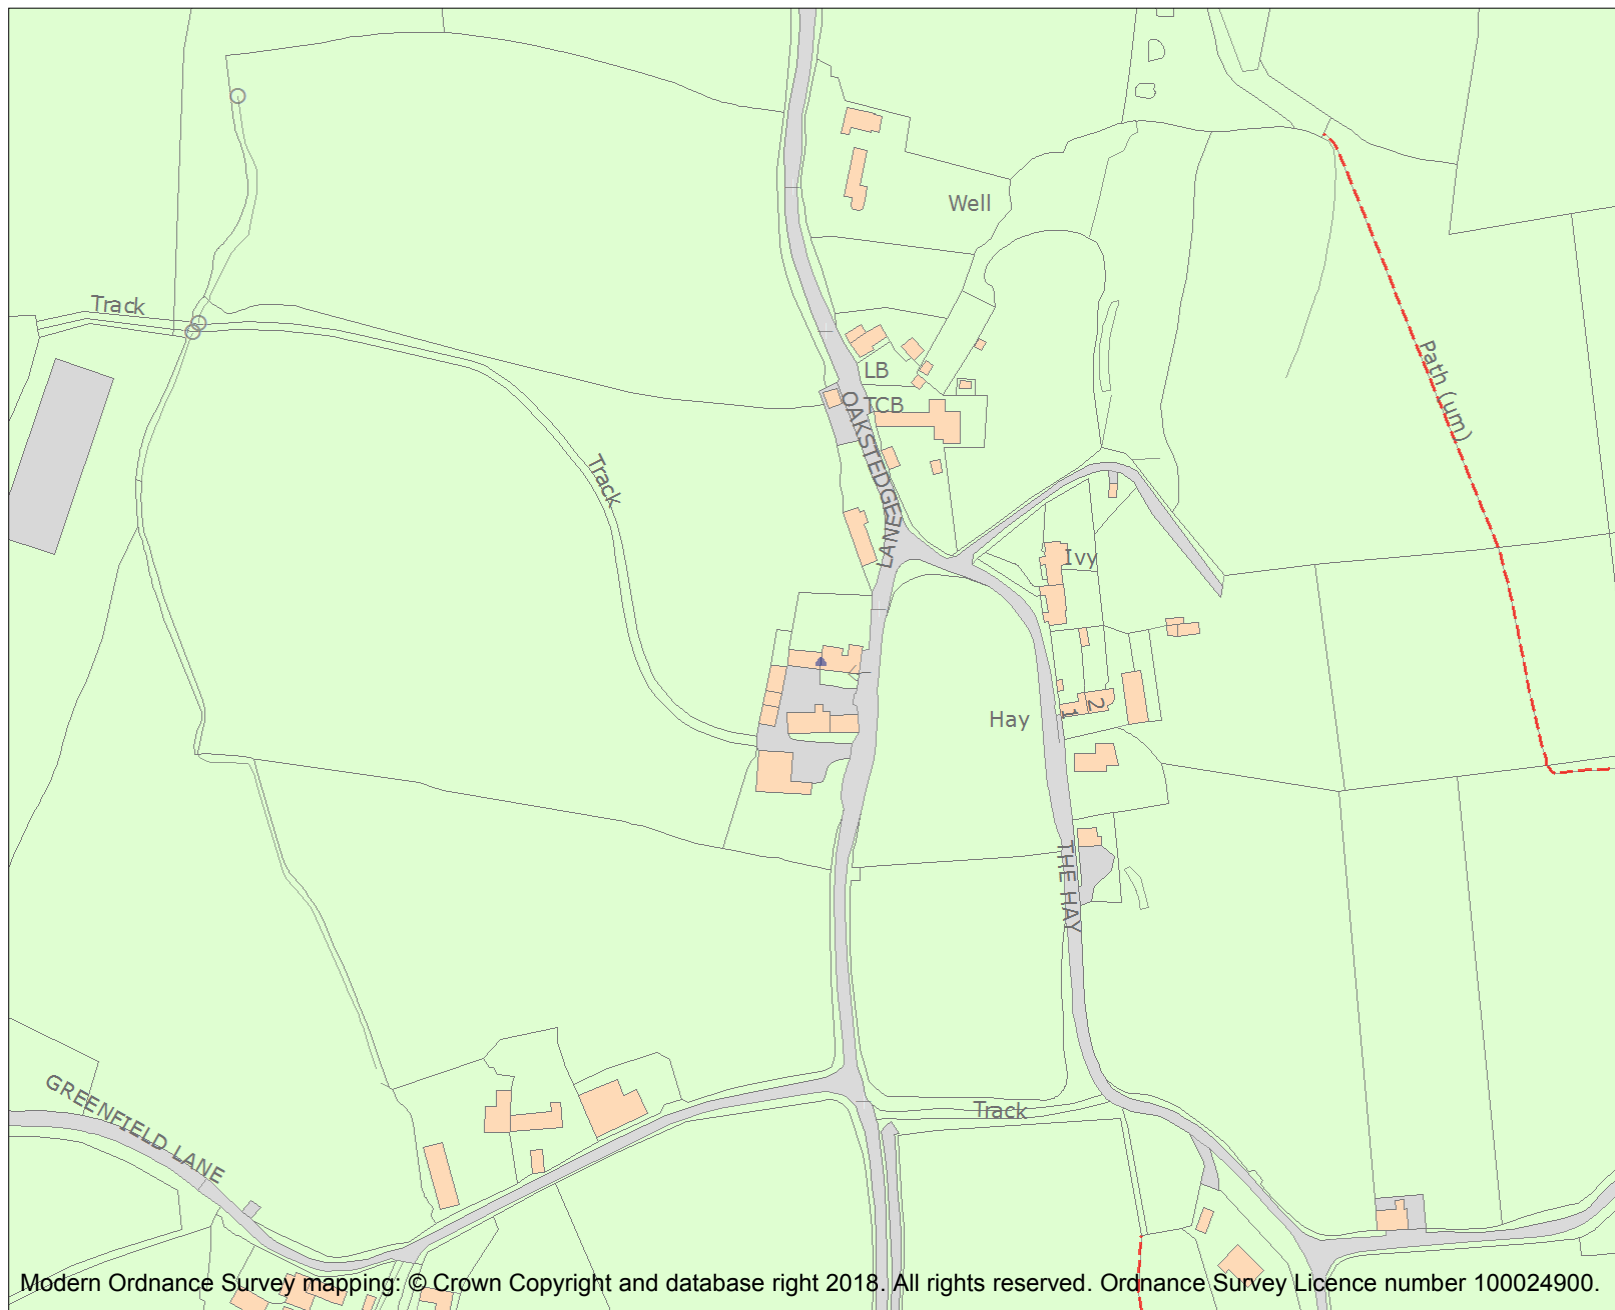 Well
Track
Path (um)
LB
TCB
OAKSTEDGE
LANE
Track
Ivy
1
2
Hay
THE HAY
GREENFIELD LANE
Track
Modern Ordnance Survey mapping: © Crown Copyright and database right 2018. All rights reserved. Ordnance Survey Licence number 100024900.